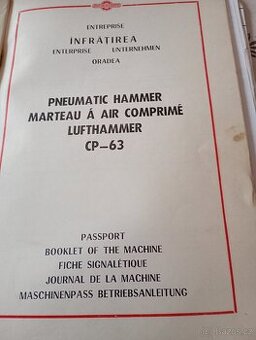 ENTREPRISE
ÎNFRĂŢIREA
ENTERPRISE UNTERNEHMEN
ORADEA
PNEUMATIC HAMMER
MARTEAU Á AIR COMPRIMÉ
LUFTHAMMER
CP-63
PASSPORT
BOOKLET OF THE MACHINE
FICHE SIGNALÉTIQUE
JOURNAL DE LA MACHINE
MASCHINENPASS BETRIEBSANLEITUNG